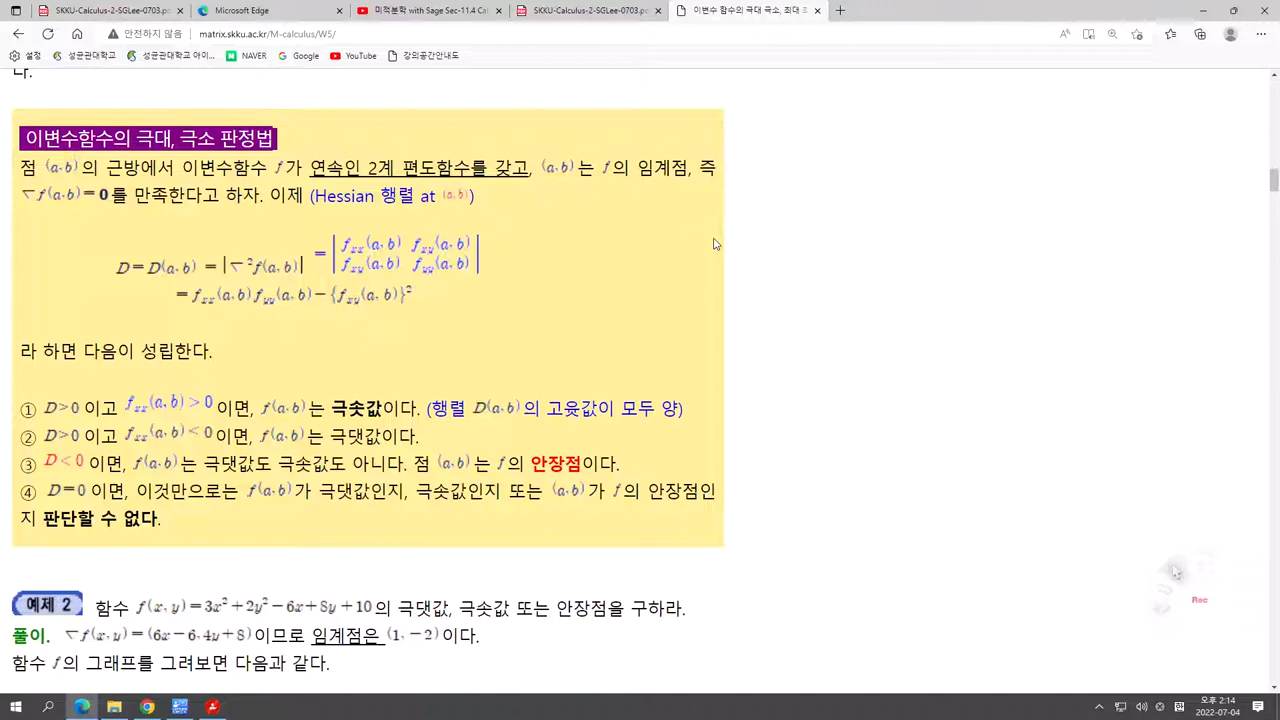 SKKU-Calculus-2-SGLee-0703.pc
Microsoft Edge
미적분학 with Sage Sec-11.4 Cal
SKKU-Calculus-2-SGLee-0703.pc
이변수 함수의 극대 극소, 최대 최
안전하지 않음 matrix.skku.ac.kr/M-calculus/W5/
설정 성균관대학교 성균관대학교 아이... NAVER Google YouTube 강의공간안내도
다.
이변수함수의 극대, 극소 판정법
점 (a, b)의 근방에서 이변수함수 f가 연속인 2계 편도함수를 갖고, (a, b)는 f의 임계점, 즉
▽f(a, b) = 0를 만족한다고 하자. 이제 (Hessian 행렬 at (a, b))
D = D(a, b) = |▽²f(a, b)| = | f_xx(a, b) f_xy(a, b) |
| f_xy(a, b) f_yy(a, b) |
= f_xx(a, b) f_yy(a, b) − {f_xy(a, b)}²
라 하면 다음이 성립한다.
① D > 0 이고 f_xx(a, b) > 0 이면, f(a, b)는 극솟값이다. (행렬 D(a, b)의 고윳값이 모두 양)
② D > 0 이고 f_xx(a, b) < 0 이면, f(a, b)는 극댓값이다.
③ D < 0 이면, f(a, b)는 극댓값도 극솟값도 아니다. 점 (a, b)는 f의 안장점이다.
④ D = 0 이면, 이것만으로는 f(a, b)가 극댓값인지, 극솟값인지 또는 (a, b)가 f의 안장점인
지 판단할 수 없다.
예제 2 함수 f(x, y) = 3x² + 2y² − 6x + 8y + 10의 극댓값, 극솟값 또는 안장점을 구하라.
풀이. ▽f(x, y) = (6x − 6, 4y + 8)이므로 임계점은 (1, −2)이다.
함수 f의 그래프를 그려보면 다음과 같다.
Rec
오후 2:14
2022-07-04